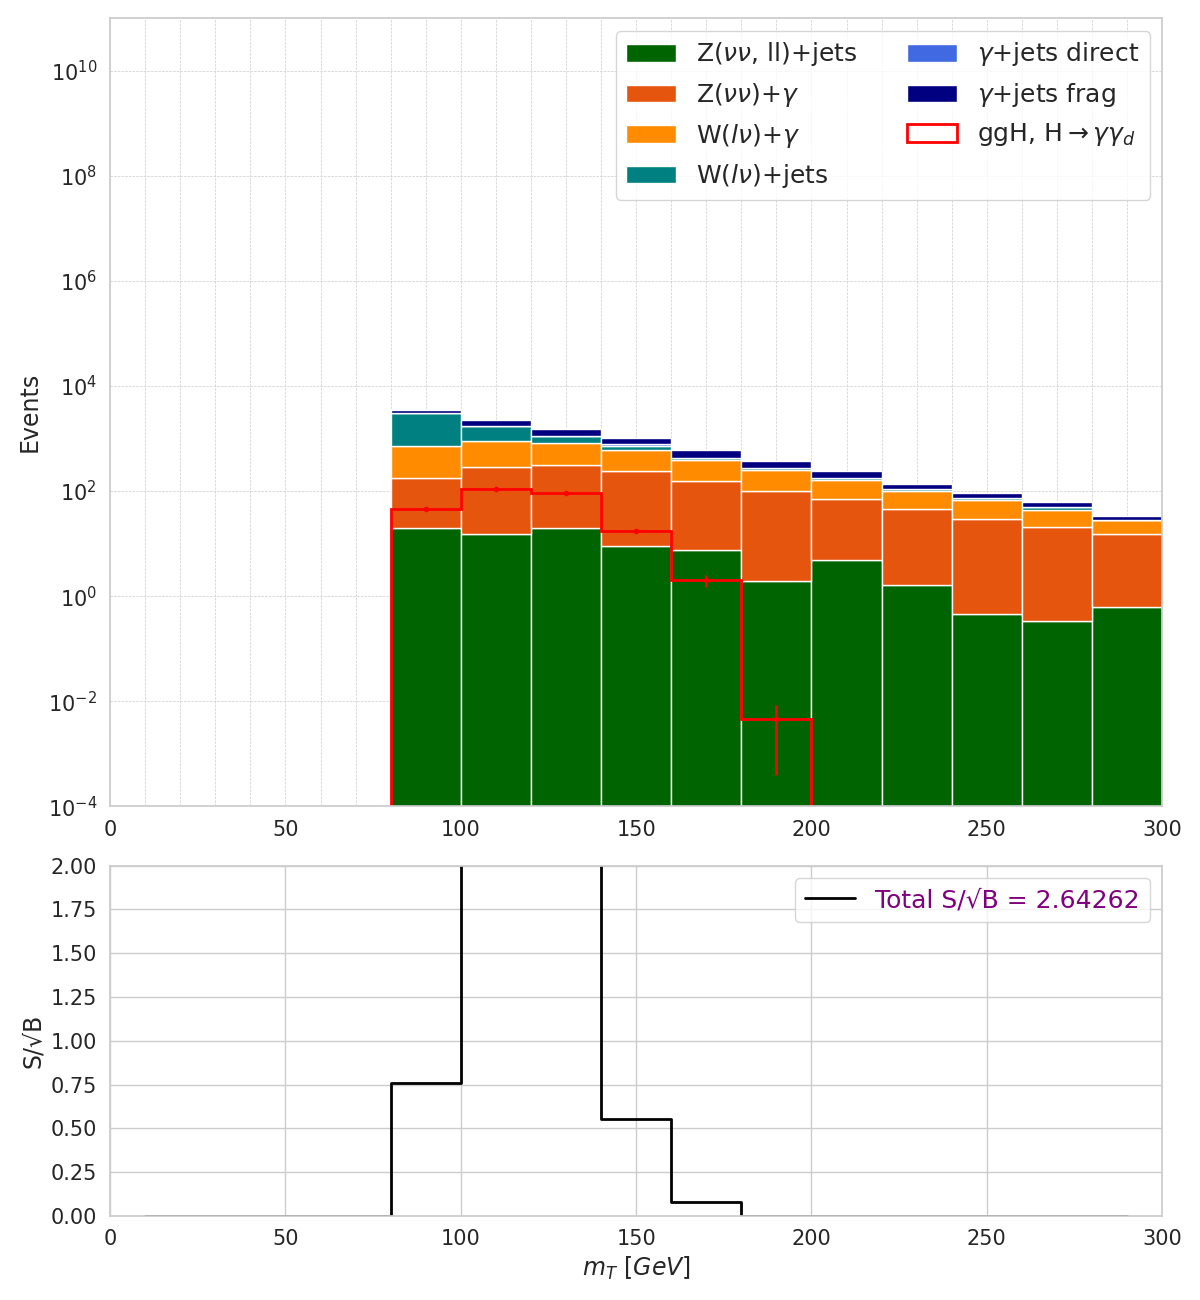 Z(νν, ll)+jets
Z(νν)+γ
W(lν)+γ
W(lν)+jets
γ+jets direct
γ+jets frag
ggH, H→γγ_d
Events
10^10
10^8
10^6
10^4
10^2
10^0
10^−2
10^−4
0 50 100 150 200 250 300
Total S/√B = 2.64262
S/√B
2.00
1.75
1.50
1.25
1.00
0.75
0.50
0.25
0.00
0 50 100 150 200 250 300
m_T [GeV]